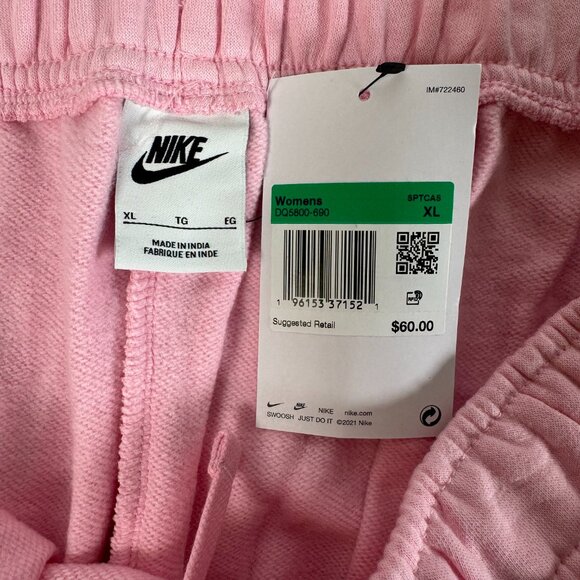 NIKE
XL TG EG
MADE IN INDIA
FABRIQUE EN INDE
IM#722460
Womens SPTCAS
DQ5800-690 XL
1 96153 37152 1
Suggested Retail
$60.00
NIKE nike.com
SWOOSH JUST DO IT ©2021 Nike